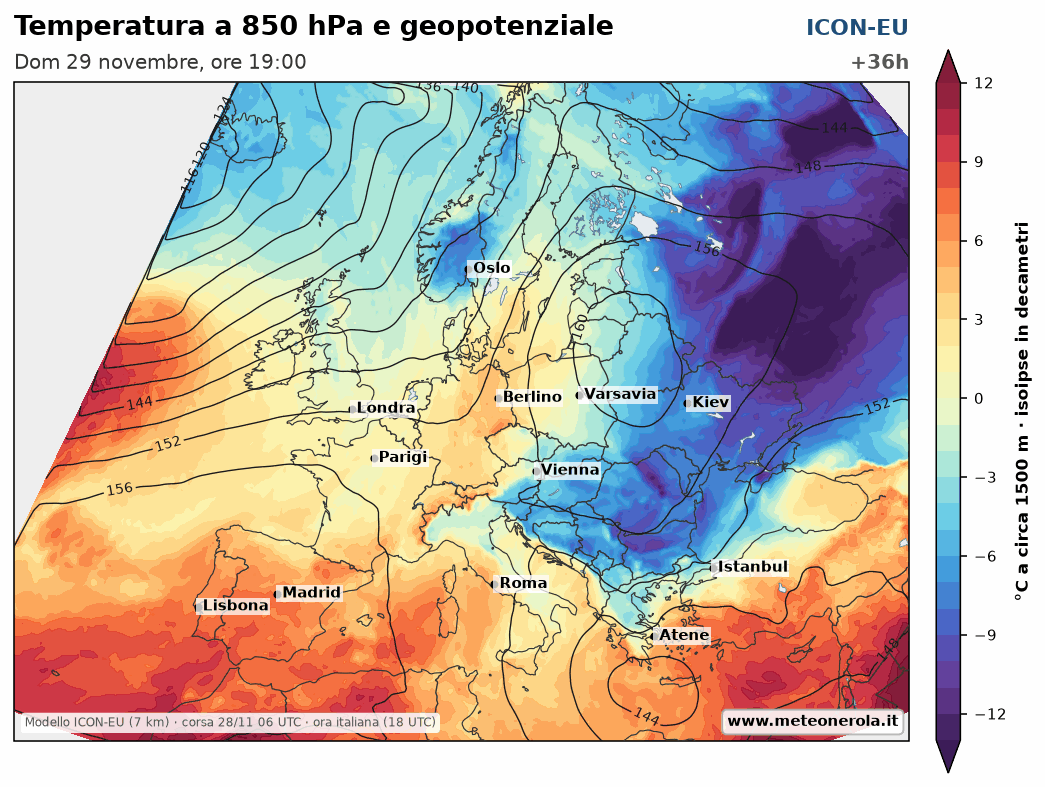 Temperatura a 850 hPa e geopotenziale
ICON-EU
Dom 29 novembre, ore 19:00
+36h
124
136
140
120
116
144
148
156
160
Oslo
144
152
156
Londra
Berlino
Varsavia
Kiev
152
Parigi
Vienna
Roma
Istanbul
Madrid
Lisbona
Atene
148
144
Modello ICON-EU (7 km) · corsa 28/11 06 UTC · ora italiana (18 UTC)
www.meteonerola.it
12
9
6
3
0
−3
−6
−9
−12
°C a circa 1500 m · isoipse in decametri